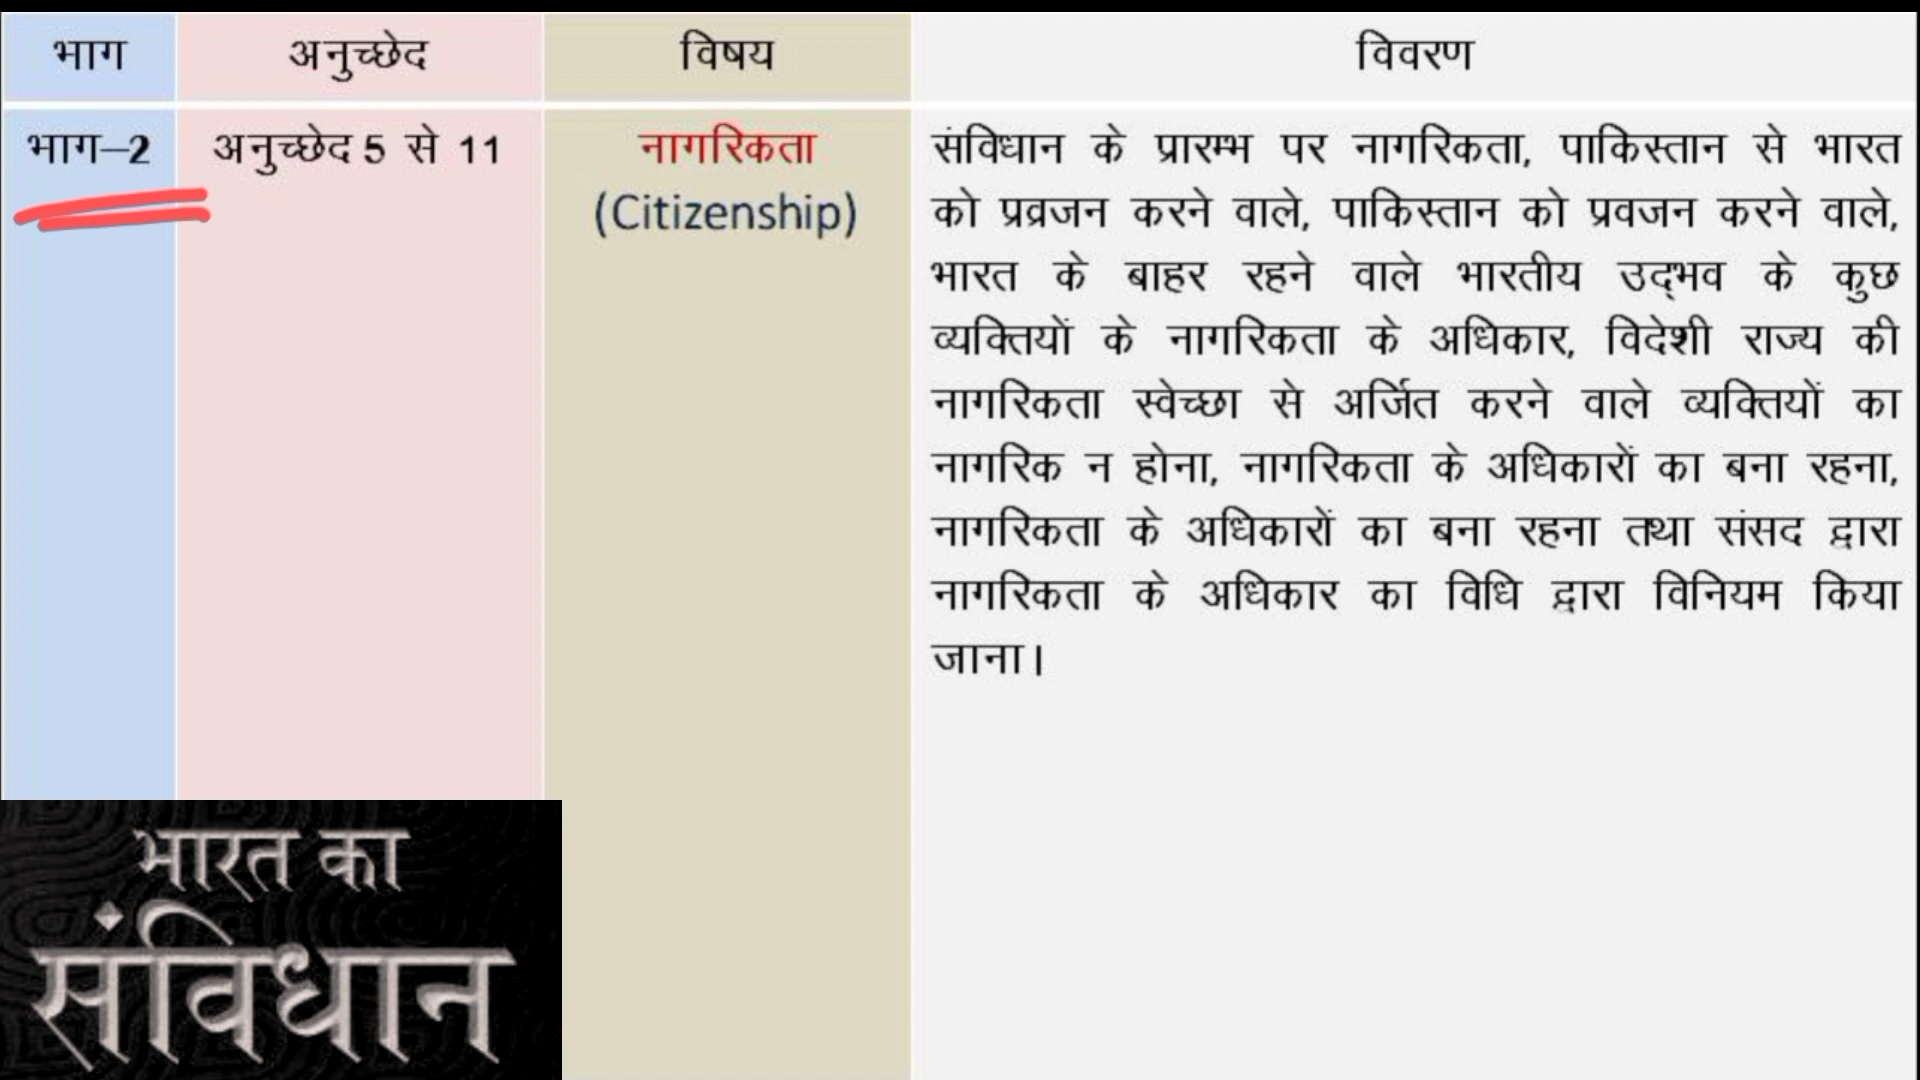 भाग अनुच्छेद विषय विवरण
भाग–2 अनुच्छेद 5 से 11 नागरिकता
(Citizenship)
संविधान के प्रारम्भ पर नागरिकता, पाकिस्तान से भारत
को प्रव्रजन करने वाले, पाकिस्तान को प्रवजन करने वाले,
भारत के बाहर रहने वाले भारतीय उद्भव के कुछ
व्यक्तियों के नागरिकता के अधिकार, विदेशी राज्य की
नागरिकता स्वेच्छा से अर्जित करने वाले व्यक्तियों का
नागरिक न होना, नागरिकता के अधिकारों का बना रहना,
नागरिकता के अधिकारों का बना रहना तथा संसद द्वारा
नागरिकता के अधिकार का विधि द्वारा विनियम किया
जाना।
भारत का
संविधान